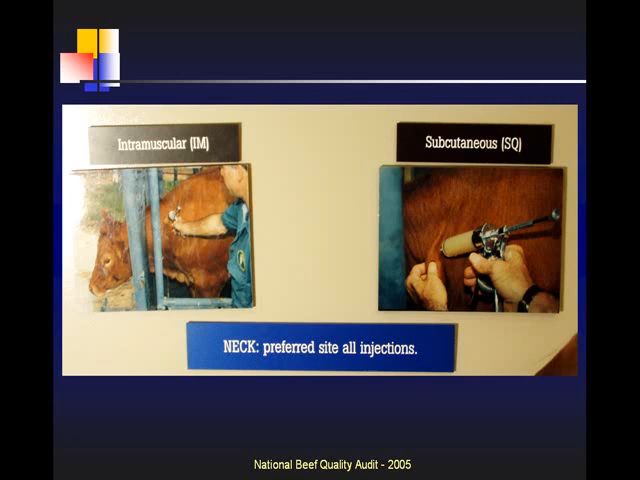 Intramuscular (IM)
Subcutaneous (SQ)
NECK: preferred site all injections.
National Beef Quality Audit - 2005